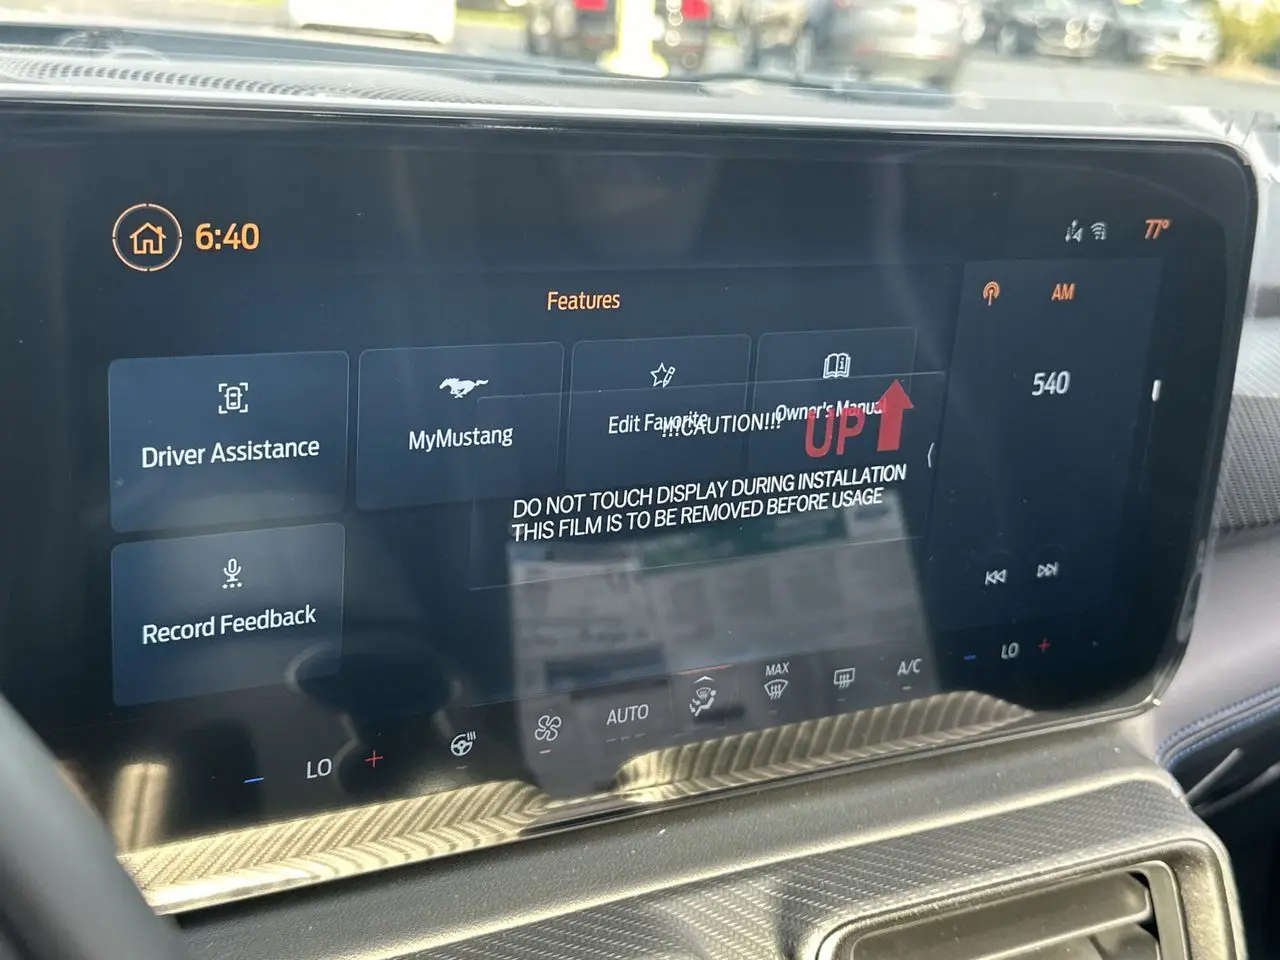 6:40
77°
Features
AM
540
Driver Assistance
MyMustang
Edit Favorite
Owner's Manual
!!!CAUTION!!!
UP
DO NOT TOUCH DISPLAY DURING INSTALLATION
THIS FILM IS TO BE REMOVED BEFORE USAGE
Record Feedback
LO
AUTO
MAX
A/C
LO